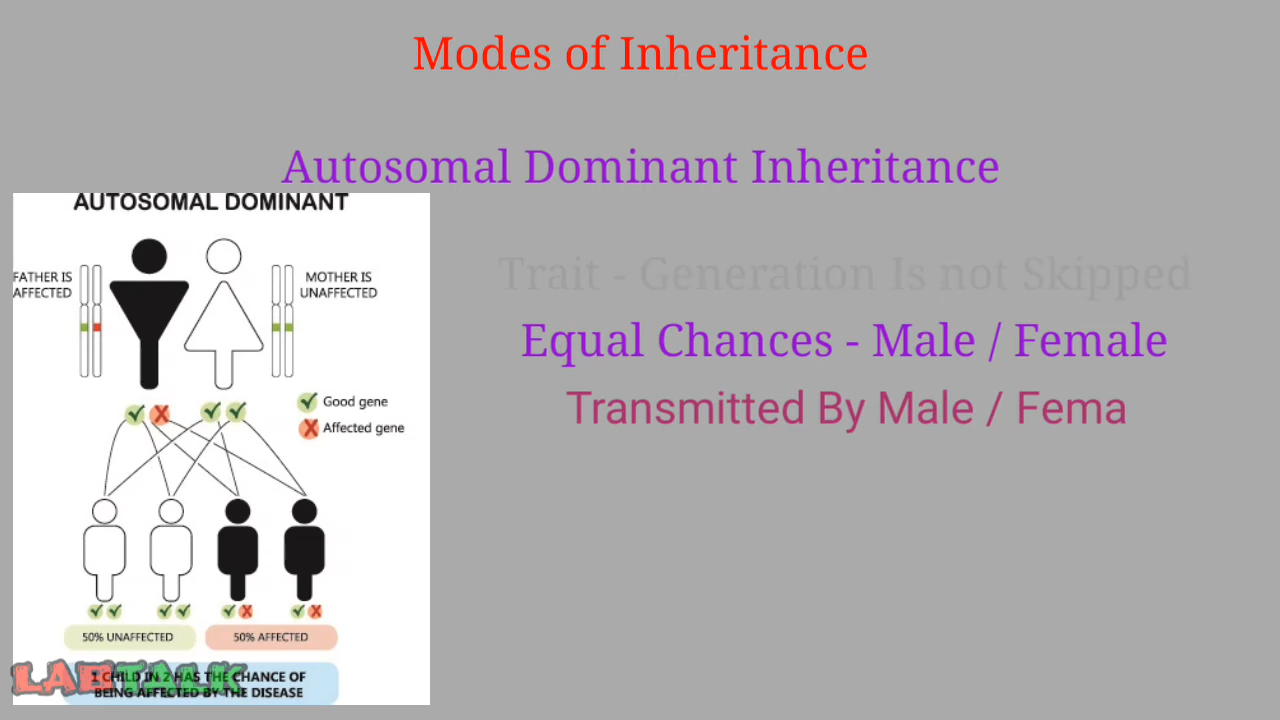 Modes of Inheritance
Autosomal Dominant Inheritance
AUTOSOMAL DOMINANT
FATHER IS
AFFECTED
MOTHER IS
UNAFFECTED
Good gene
Affected gene
50% UNAFFECTED
50% AFFECTED
1 CHILD IN 2 HAS THE CHANCE OF
BEING AFFECTED BY THE DISEASE
LABTALK
Trait - Generation Is not Skipped
Equal Chances - Male / Female
Transmitted By Male / Fema